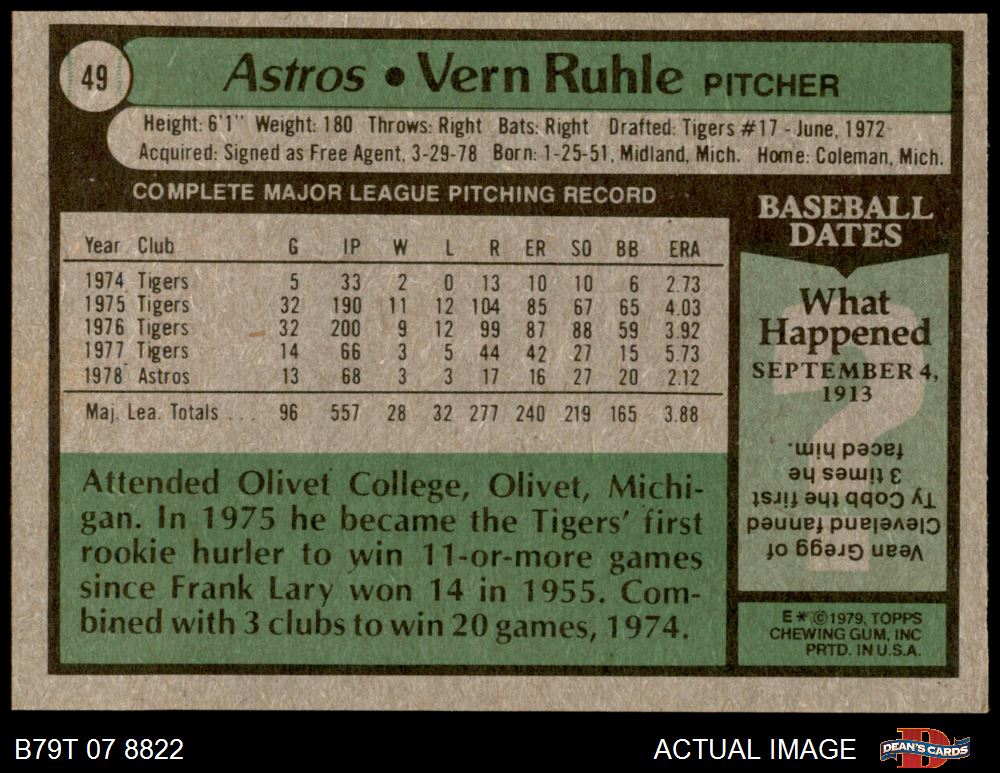 49
Astros • Vern Ruhle PITCHER
Height: 6'1" Weight: 180 Throws: Right Bats: Right Drafted: Tigers #17 - June, 1972
Acquired: Signed as Free Agent, 3-29-78 Born: 1-25-51, Midland, Mich. Home: Coleman, Mich.
COMPLETE MAJOR LEAGUE PITCHING RECORD
Year Club G IP W L R ER SO BB ERA
1974 Tigers 5 33 2 0 13 10 10 6 2.73
1975 Tigers 32 190 11 12 104 85 67 65 4.03
1976 Tigers 32 200 9 12 99 87 88 59 3.92
1977 Tigers 14 66 3 5 44 42 27 15 5.73
1978 Astros 13 68 3 3 17 16 27 20 2.12
Maj. Lea. Totals . . . 96 557 28 32 277 240 219 165 3.88
Attended Olivet College, Olivet, Michi-
gan. In 1975 he became the Tigers' first
rookie hurler to win 11-or-more games
since Frank Lary won 14 in 1955. Com-
bined with 3 clubs to win 20 games, 1974.
BASEBALL
DATES
What
Happened
SEPTEMBER 4,
1913
?
Vean Gregg of
Cleveland fanned
Ty Cobb the first
3 times he
faced him.
E * © 1979, TOPPS
CHEWING GUM, INC
PRTD. IN U.S.A.
B79T 07 8822
ACTUAL IMAGE
D
DEAN'S CARDS